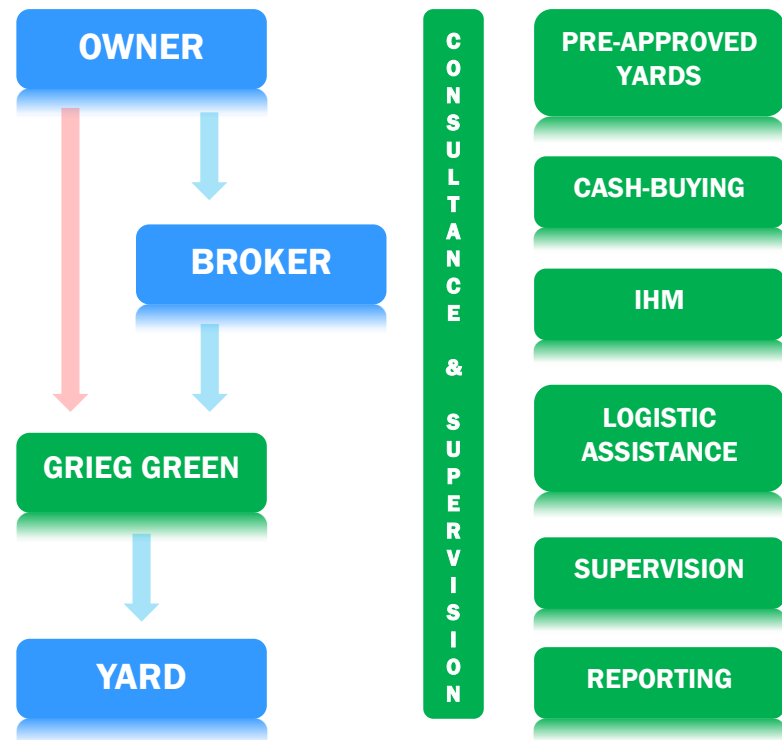 OWNER
BROKER
GRIEG GREEN
YARD
CONSULTANCE & SUPERVISION
PRE-APPROVED
YARDS
CASH-BUYING
IHM
LOGISTIC
ASSISTANCE
SUPERVISION
REPORTING